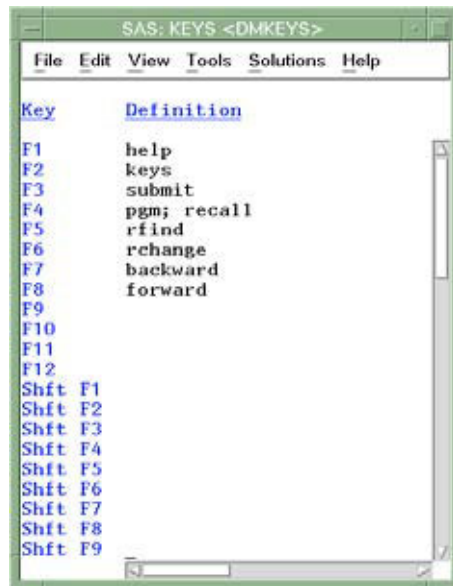 SAS: KEYS <DMKEYS>
File Edit View Tools Solutions Help
Key Definition
F1 help
F2 keys
F3 submit
F4 pgm; recall
F5 rfind
F6 rchange
F7 backward
F8 forward
F9
F10
F11
F12
Shft F1
Shft F2
Shft F3
Shft F4
Shft F5
Shft F6
Shft F7
Shft F8
Shft F9 _